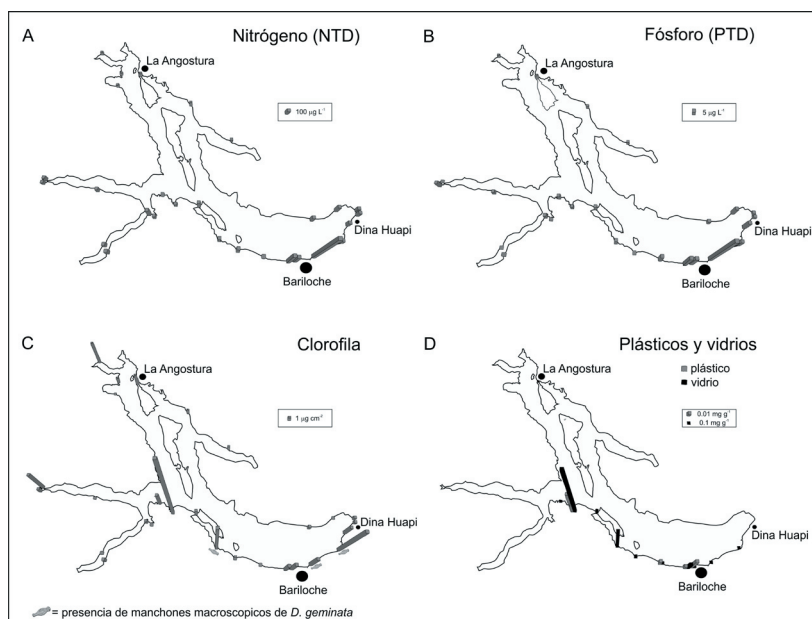 A
Nitrógeno (NTD)
La Angostura
100 µg L⁻¹
Dina Huapi
Bariloche
B
Fósforo (PTD)
La Angostura
5 µg L⁻¹
Dina Huapi
Bariloche
C
Clorofila
La Angostura
1 µg cm⁻²
Dina Huapi
Bariloche
= presencia de manchones macroscopicos de D. geminata
D
Plásticos y vidrios
plástico
vidrio
La Angostura
0.01 mg g⁻¹
0.1 mg g⁻¹
Dina Huapi
Bariloche